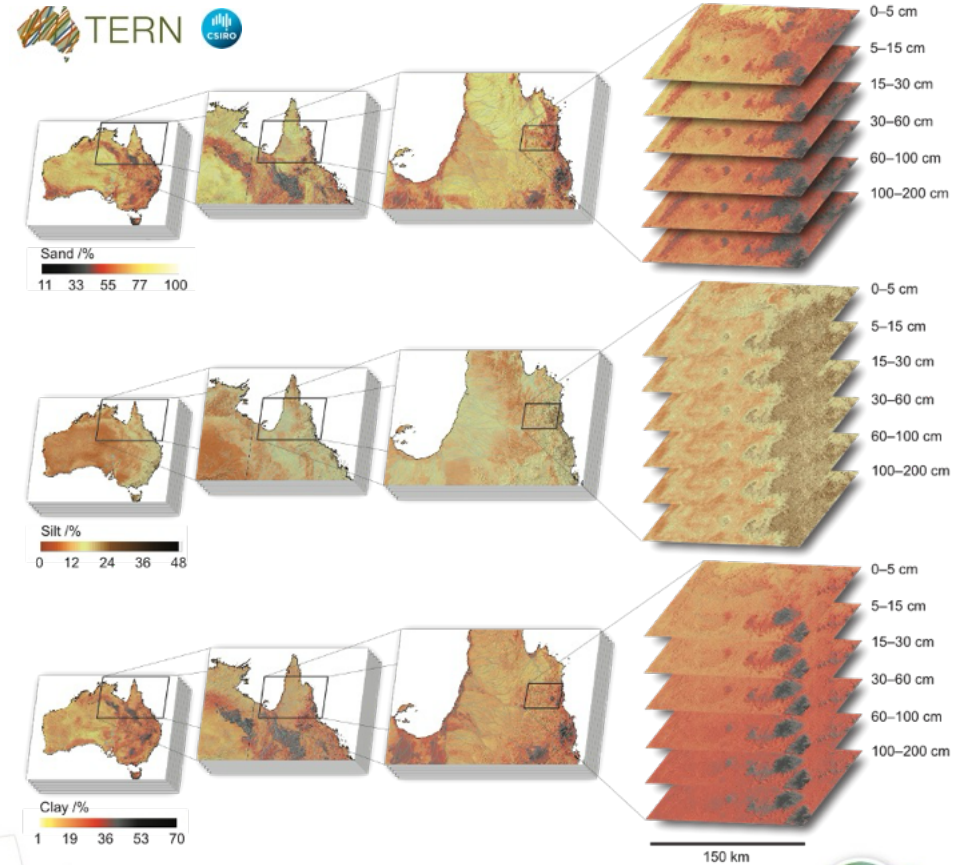 TERN
CSIRO
0–5 cm
5–15 cm
15–30 cm
30–60 cm
60–100 cm
100–200 cm
Sand /%
11 33 55 77 100
0–5 cm
5–15 cm
15–30 cm
30–60 cm
60–100 cm
100–200 cm
Silt /%
0 12 24 36 48
0–5 cm
5–15 cm
15–30 cm
30–60 cm
60–100 cm
100–200 cm
Clay /%
1 19 36 53 70
150 km